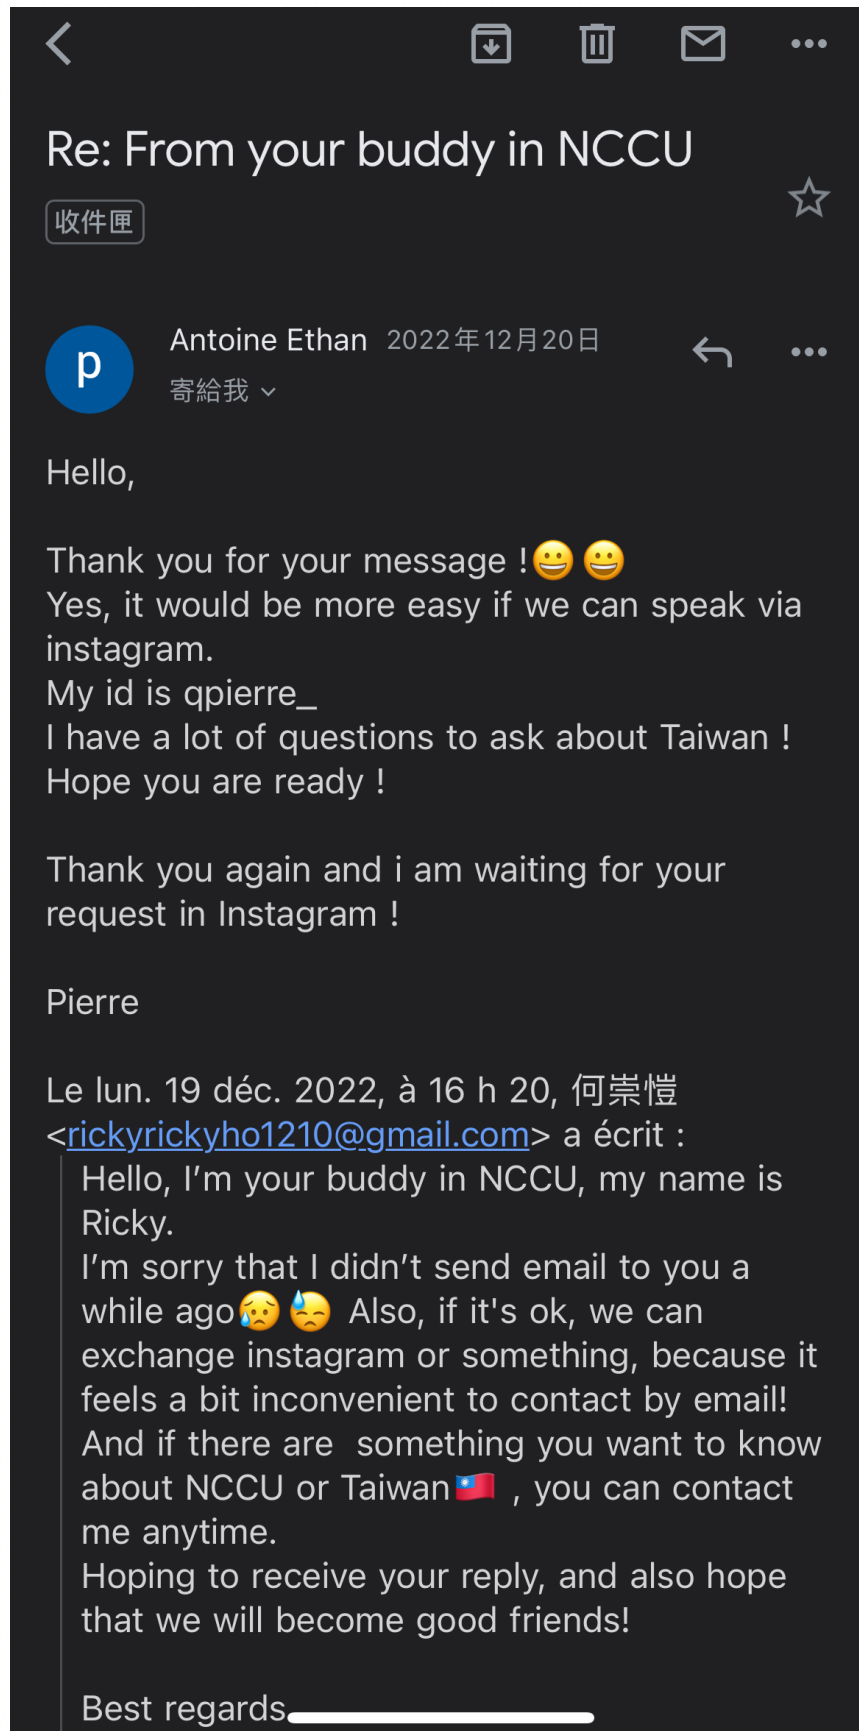 Re: From your buddy in NCCU
收件匣
p
Antoine Ethan 2022年12月20日
寄給我
Hello,
Thank you for your message !😀😀
Yes, it would be more easy if we can speak via
instagram.
My id is qpierre_
I have a lot of questions to ask about Taiwan !
Hope you are ready !
Thank you again and i am waiting for your
request in Instagram !
Pierre
Le lun. 19 déc. 2022, à 16 h 20, 何崇愷
<rickyrickyho1210@gmail.com> a écrit :
Hello, I’m your buddy in NCCU, my name is
Ricky.
I’m sorry that I didn’t send email to you a
while ago😥😓 Also, if it's ok, we can
exchange instagram or something, because it
feels a bit inconvenient to contact by email!
And if there are  something you want to know
about NCCU or Taiwan🇹🇼 , you can contact
me anytime.
Hoping to receive your reply, and also hope
that we will become good friends!
Best regards